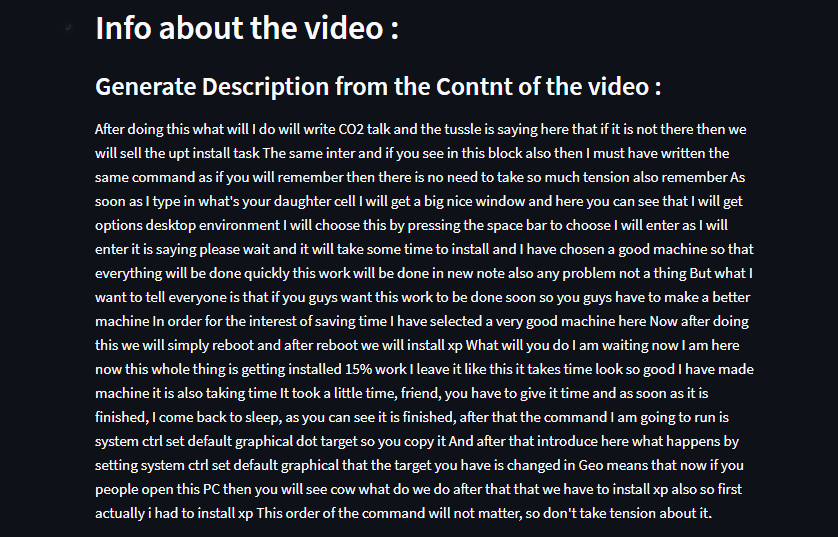 Info about the video :
Generate Description from the Contnt of the video :
After doing this what will I do will write CO2 talk and the tussle is saying here that if it is not there then we
will sell the upt install task The same inter and if you see in this block also then I must have written the
same command as if you will remember then there is no need to take so much tension also remember As
soon as I type in what's your daughter cell I will get a big nice window and here you can see that I will get
options desktop environment I will choose this by pressing the space bar to choose I will enter as I will
enter it is saying please wait and it will take some time to install and I have chosen a good machine so that
everything will be done quickly this work will be done in new note also any problem not a thing But what I
want to tell everyone is that if you guys want this work to be done soon so you guys have to make a better
machine In order for the interest of saving time I have selected a very good machine here Now after doing
this we will simply reboot and after reboot we will install xp What will you do I am waiting now I am here
now this whole thing is getting installed 15% work I leave it like this it takes time look so good I have made
machine it is also taking time It took a little time, friend, you have to give it time and as soon as it is
finished, I come back to sleep, as you can see it is finished, after that the command I am going to run is
system ctrl set default graphical dot target so you copy it And after that introduce here what happens by
setting system ctrl set default graphical that the target you have is changed in Geo means that now if you
people open this PC then you will see cow what do we do after that that we have to install xp also so first
actually i had to install xp This order of the command will not matter, so don't take tension about it.